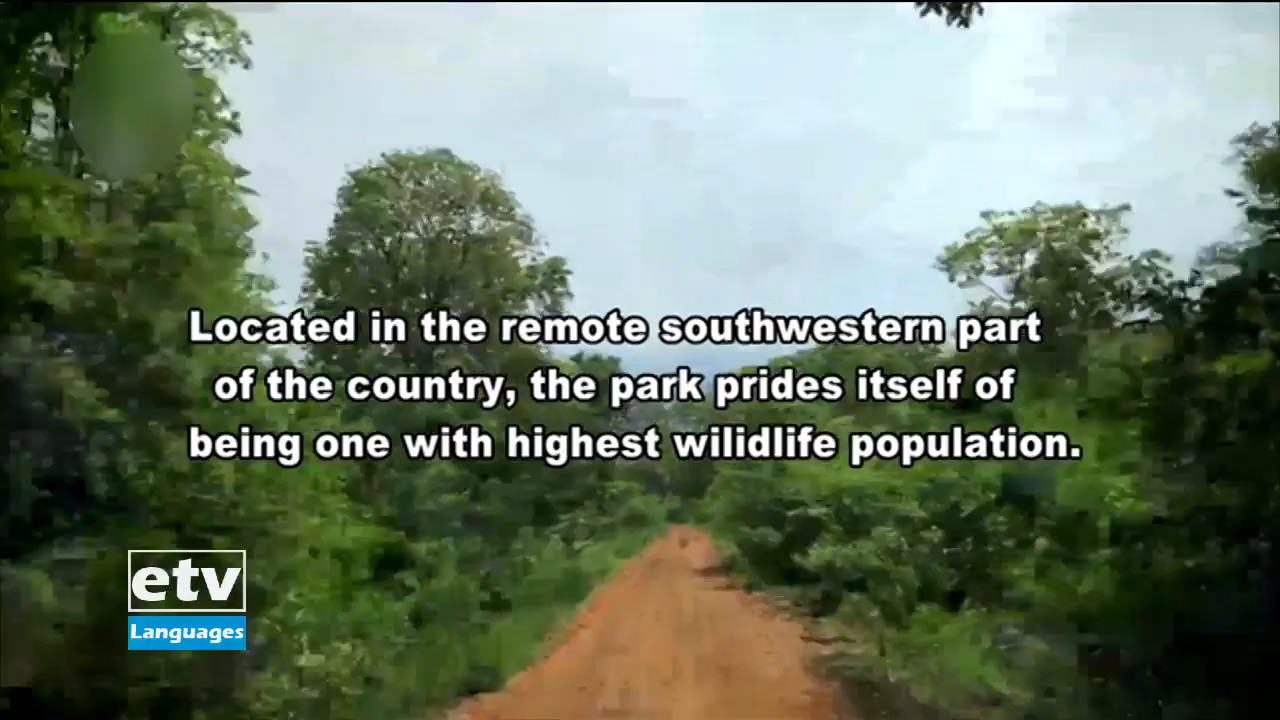 Located in the remote southwestern part
of the country, the park prides itself of
being one with highest wilidlife population.
etv
Languages